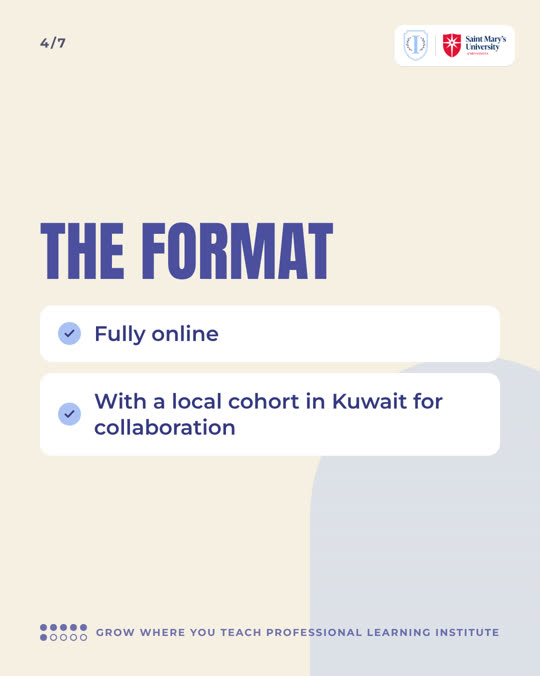 4/7
Saint Mary's
University
THE FORMAT
Fully online
With a local cohort in Kuwait for
collaboration
GROW WHERE YOU TEACH PROFESSIONAL LEARNING INSTITUTE